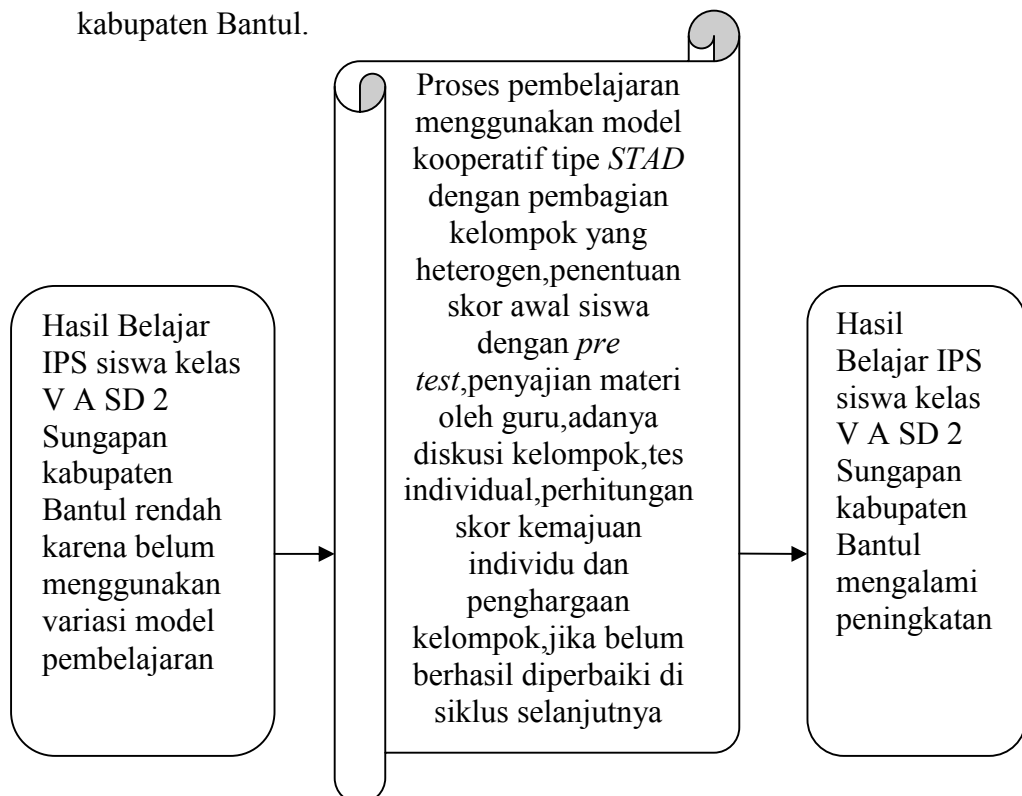 kabupaten Bantul.
Hasil Belajar
IPS siswa kelas
V A SD 2
Sungapan
kabupaten
Bantul rendah
karena belum
menggunakan
variasi model
pembelajaran
Proses pembelajaran
menggunakan model
kooperatif tipe STAD
dengan pembagian
kelompok yang
heterogen,penentuan
skor awal siswa
dengan pre
test,penyajian materi
oleh guru,adanya
diskusi kelompok,tes
individual,perhitungan
skor kemajuan
individu dan
penghargaan
kelompok,jika belum
berhasil diperbaiki di
siklus selanjutnya
Hasil
Belajar IPS
siswa kelas
V A SD 2
Sungapan
kabupaten
Bantul
mengalami
peningkatan